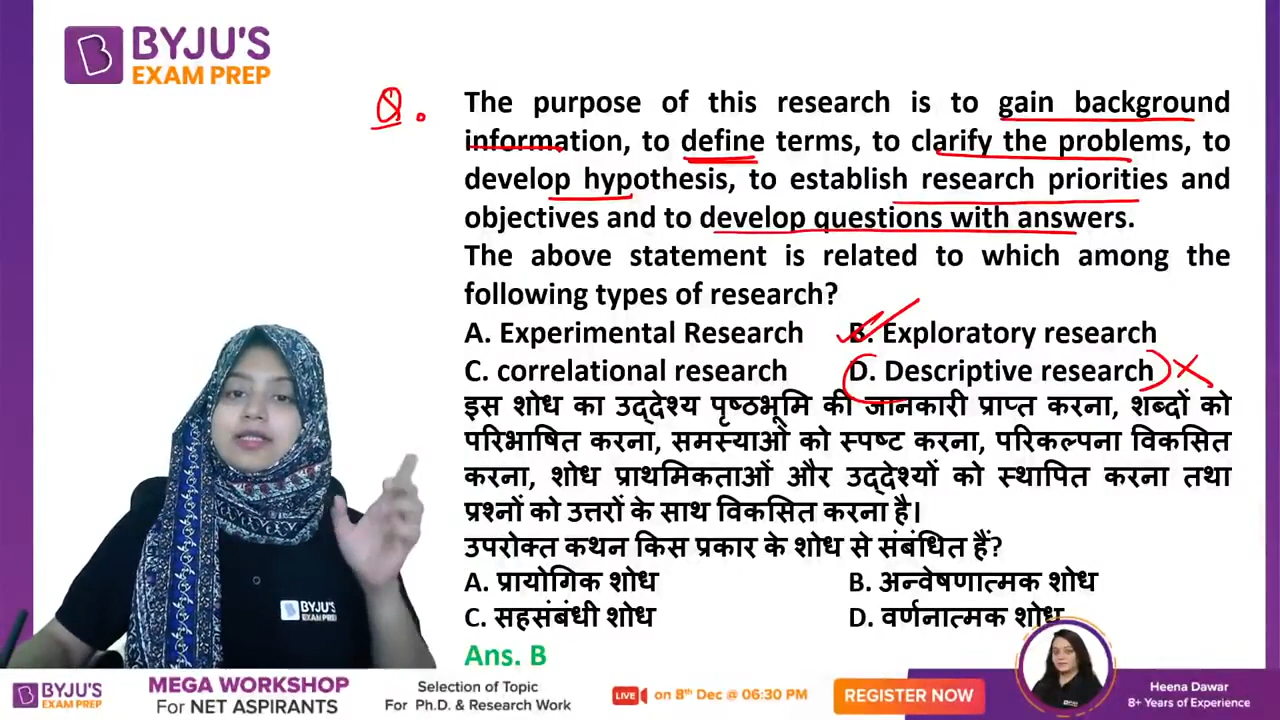 BYJU'S
EXAM PREP
Q.
The purpose of this research is to gain background
information, to define terms, to clarify the problems, to
develop hypothesis, to establish research priorities and
objectives and to develop questions with answers.
The above statement is related to which among the
following types of research?
A. Experimental Research B. Exploratory research
C. correlational research D. Descriptive research
इस शोध का उद्देश्य पृष्ठभूमि की जानकारी प्राप्त करना, शब्दों को
परिभाषित करना, समस्याओं को स्पष्ट करना, परिकल्पना विकसित
करना, शोध प्राथमिकताओं और उद्देश्यों को स्थापित करना तथा
प्रश्नों को उत्तरों के साथ विकसित करना है।
उपरोक्त कथन किस प्रकार के शोध से संबंधित हैं?
A. प्रायोगिक शोध B. अन्वेषणात्मक शोध
C. सहसंबंधी शोध D. वर्णनात्मक शोध
Ans. B
BYJU'S
EXAM PREP
BYJU'S
EXAM PREP
MEGA WORKSHOP
For NET ASPIRANTS
Selection of Topic
For Ph.D. & Research Work
LIVE on 8th Dec @ 06:30 PM
REGISTER NOW
Heena Dawar
8+ Years of Experience